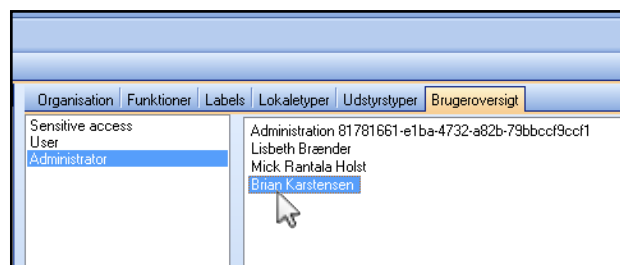 Organisation Funktioner Labels Lokaletyper Udstyrstyper Brugeroversigt
Sensitive access
User
Administrator
Administration 81781661-e1ba-4732-a82b-79bbccf9ccf1
Lisbeth Brænder
Mick Rantala Holst
Brian Karstensen